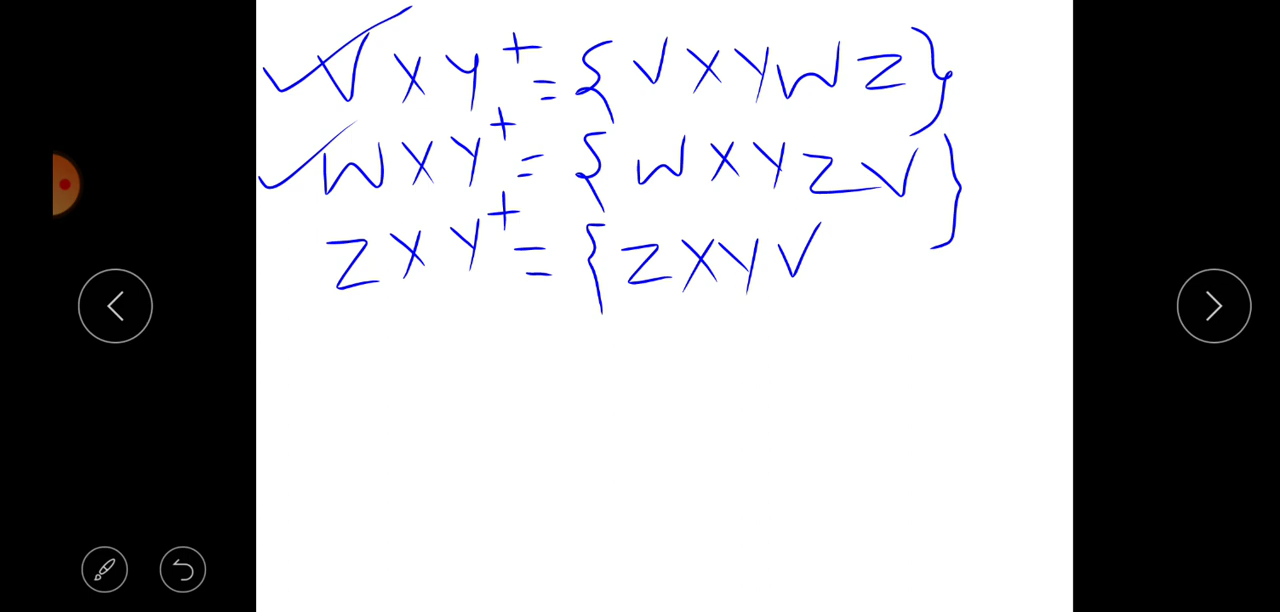 VXY⁺ = {VXYWZ}
WXY⁺ = {WXYZV}
ZXY⁺ = {ZXYV